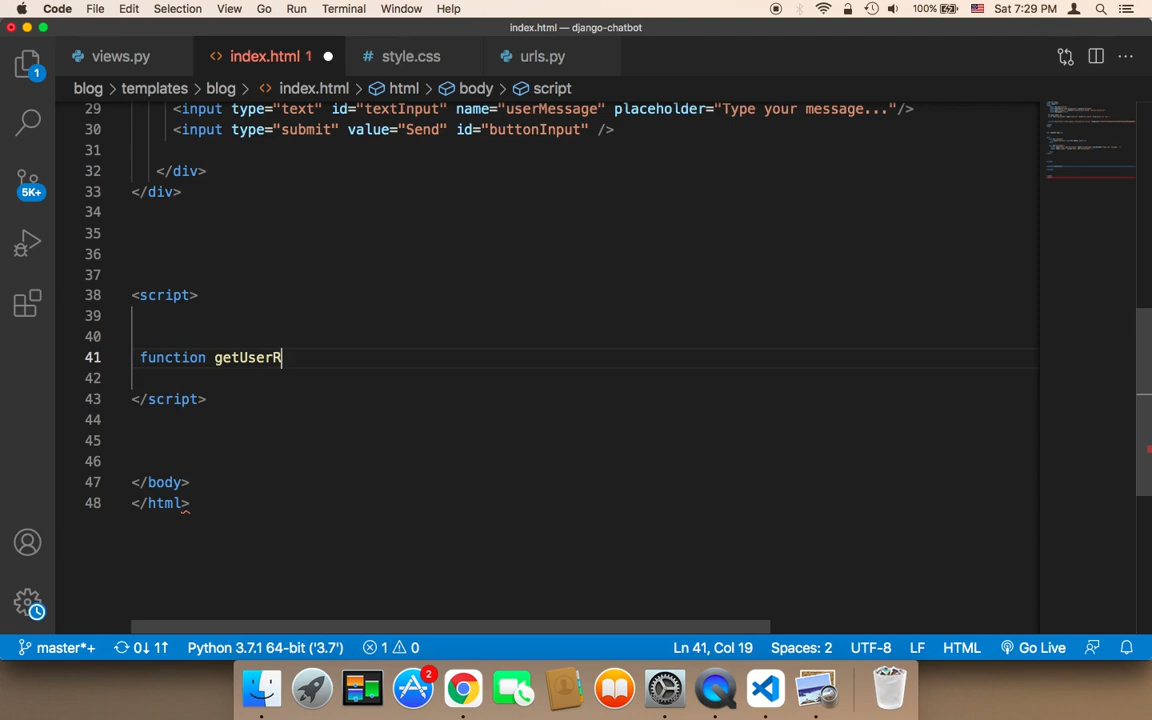 Code File Edit Selection View Go Run Terminal Window Help 100% Sat 7:29 PM
index.html — django-chatbot
views.py index.html 1 style.css urls.py
blog > templates > blog > index.html > html > body > script
29 <input type="text" id="textInput" name="userMessage" placeholder="Type your message..."/>
30 <input type="submit" value="Send" id="buttonInput" />
31
32 </div>
33 </div>
34
35
36
37
38 <script>
39
40
41 function getUserR
42
43 </script>
44
45
46
47 </body>
48 </html>
1
5K+
master*+ 0↓ 1↑ Python 3.7.1 64-bit ('3.7') 1 0 Ln 41, Col 19 Spaces: 2 UTF-8 LF HTML Go Live
2